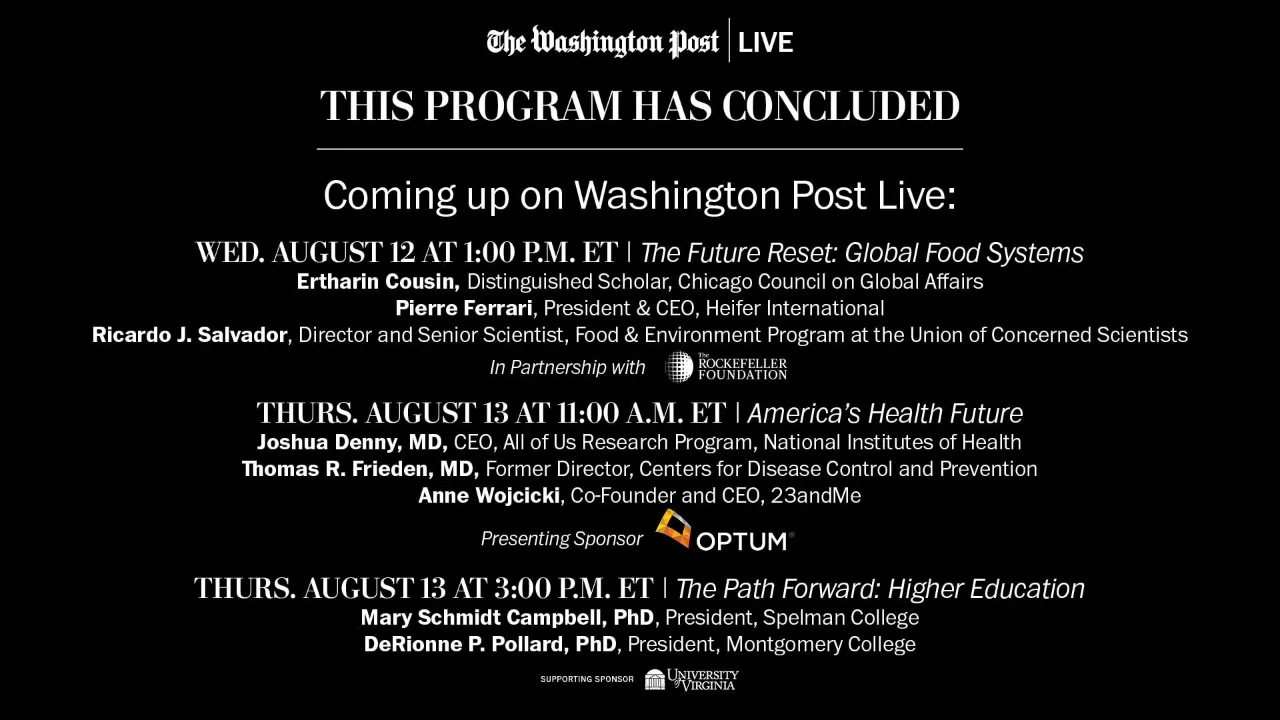 The Washington Post | LIVE
THIS PROGRAM HAS CONCLUDED
Coming up on Washington Post Live:
WED. AUGUST 12 AT 1:00 P.M. ET | The Future Reset: Global Food Systems
Ertharin Cousin, Distinguished Scholar, Chicago Council on Global Affairs
Pierre Ferrari, President & CEO, Heifer International
Ricardo J. Salvador, Director and Senior Scientist, Food & Environment Program at the Union of Concerned Scientists
In Partnership with The ROCKEFELLER FOUNDATION
THURS. AUGUST 13 AT 11:00 A.M. ET | America's Health Future
Joshua Denny, MD, CEO, All of Us Research Program, National Institutes of Health
Thomas R. Frieden, MD, Former Director, Centers for Disease Control and Prevention
Anne Wojcicki, Co-Founder and CEO, 23andMe
Presenting Sponsor OPTUM®
THURS. AUGUST 13 AT 3:00 P.M. ET | The Path Forward: Higher Education
Mary Schmidt Campbell, PhD, President, Spelman College
DeRionne P. Pollard, PhD, President, Montgomery College
SUPPORTING SPONSOR UNIVERSITY of VIRGINIA